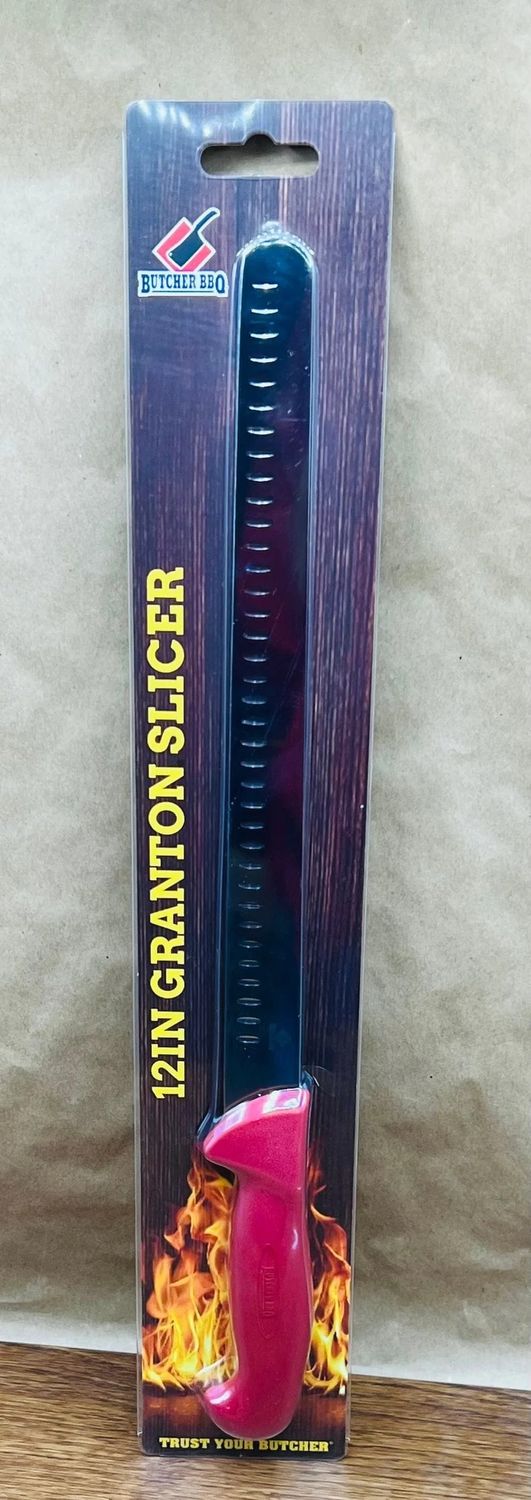 BUTCHER BBQ
12IN GRANTON SLICER
TRUST YOUR BUTCHER